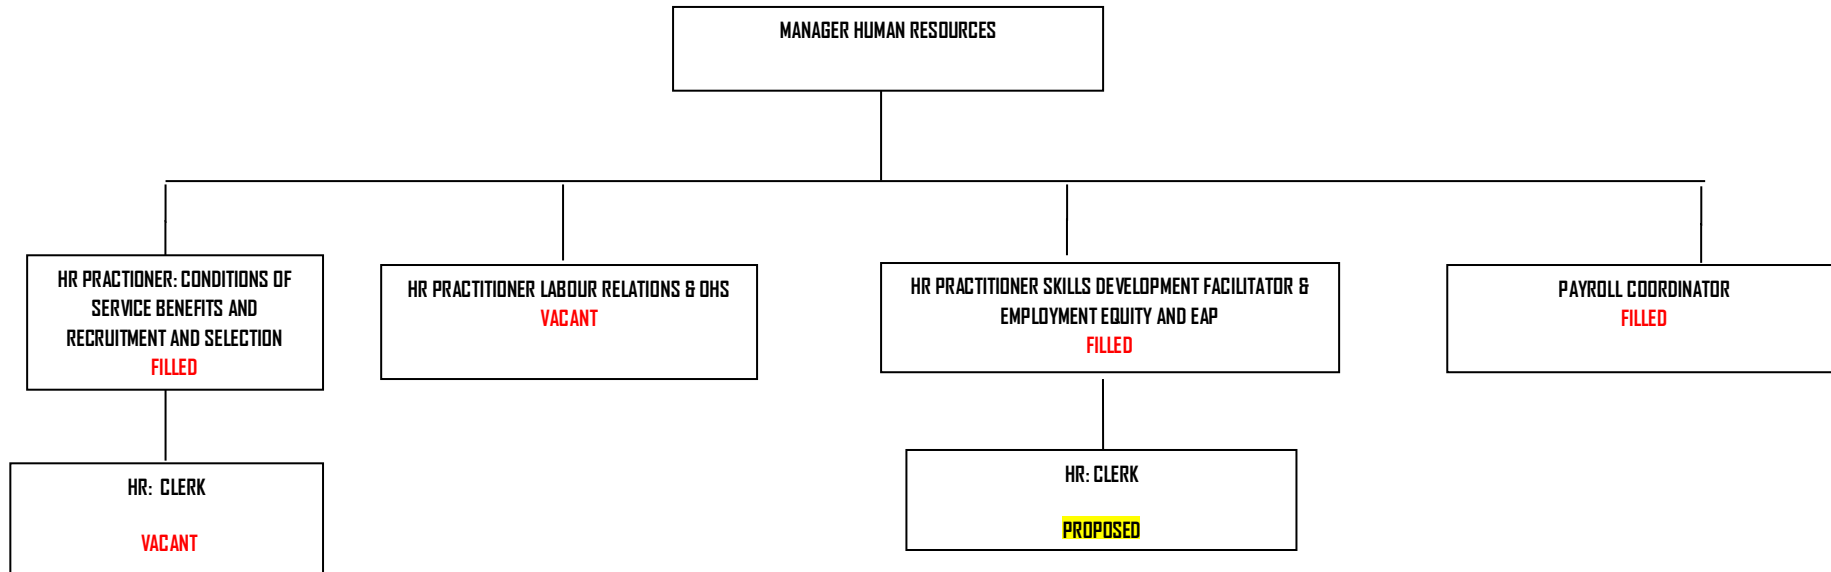 MANAGER HUMAN RESOURCES
HR PRACTIONER: CONDITIONS OF
SERVICE BENEFITS AND
RECRUITMENT AND SELECTION
FILLED
HR PRACTITIONER LABOUR RELATIONS & OHS
VACANT
HR PRACTITIONER SKILLS DEVELOPMENT FACILITATOR &
EMPLOYMENT EQUITY AND EAP
FILLED
PAYROLL COORDINATOR
FILLED
HR: CLERK
VACANT
HR: CLERK
PROPOSED